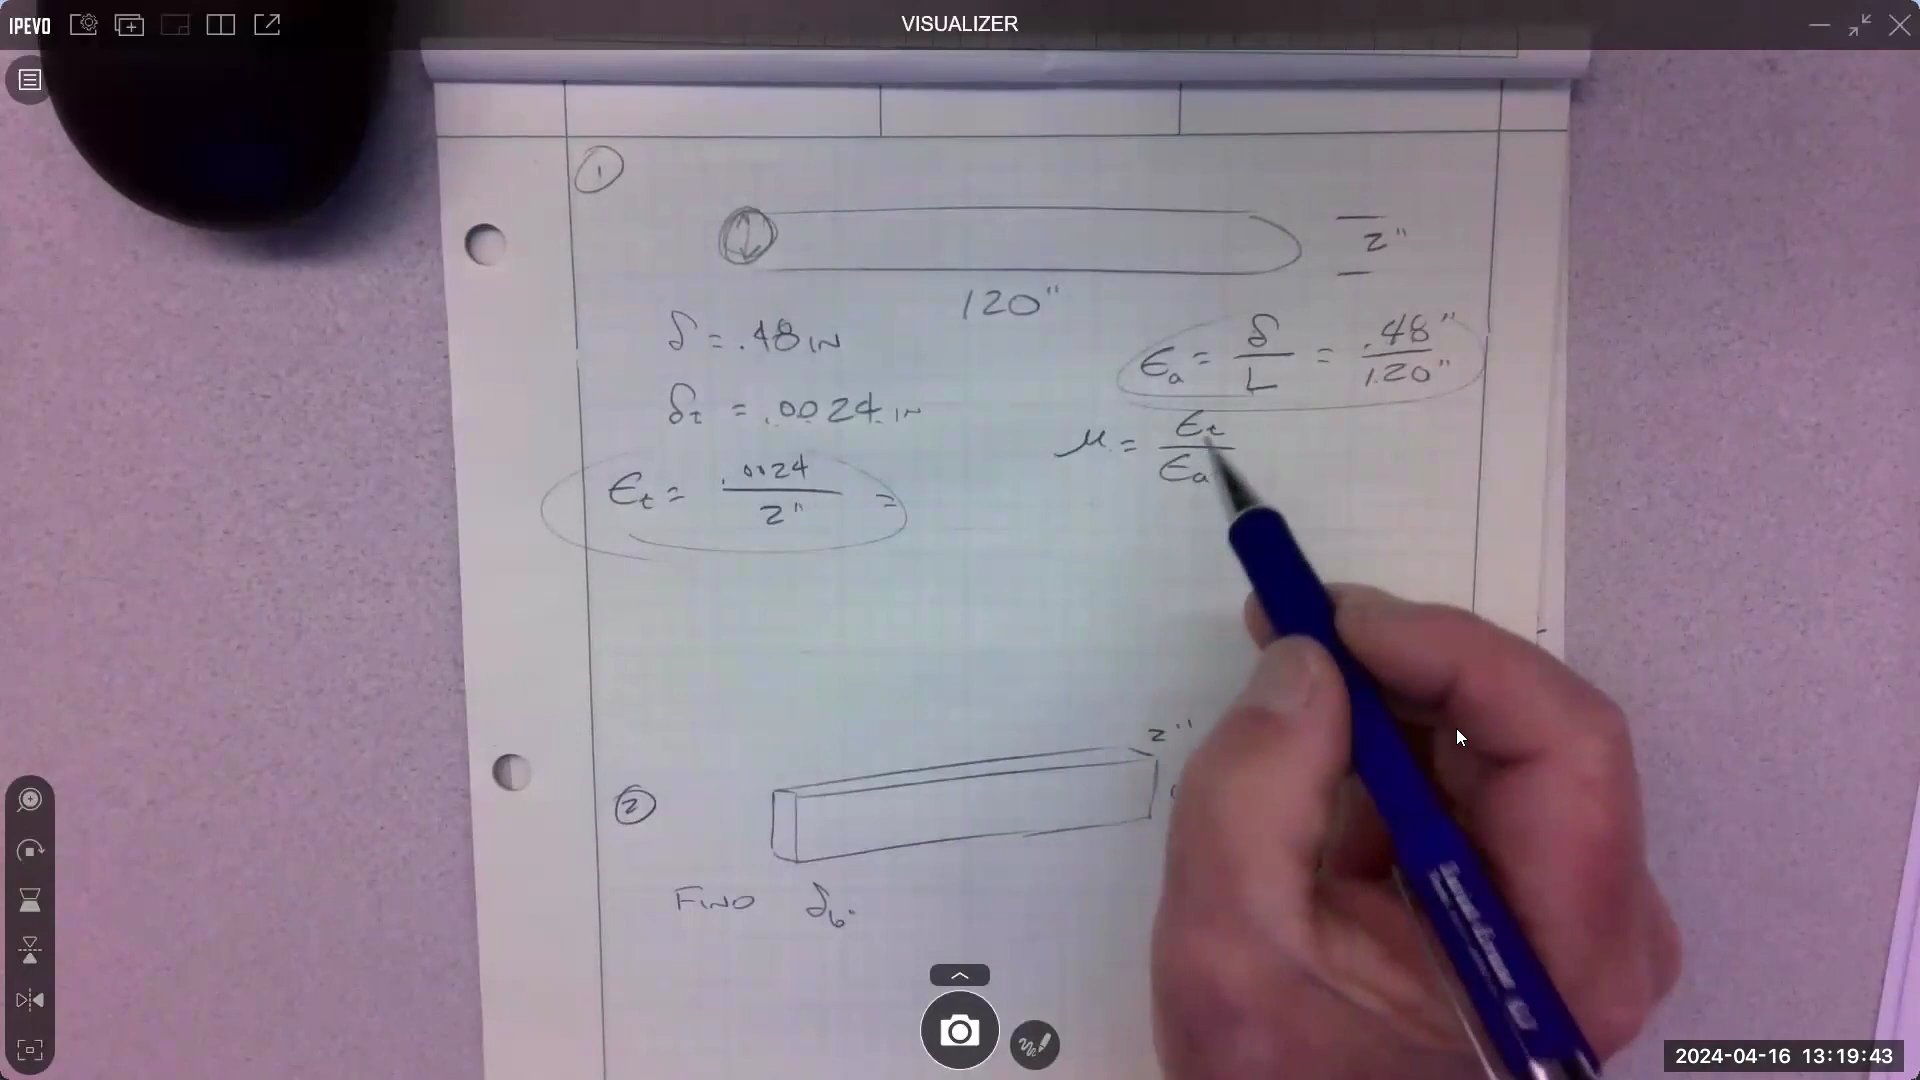 IPEVO
VISUALIZER
1
2"
120"
δ = .48 IN
ϵa = δ/L = .48"/120"
δt = .0024 IN
μ = ϵt/ϵa
ϵt = .0024/2" =
2"
2
FIND δ6"
2024-04-16 13:19:43